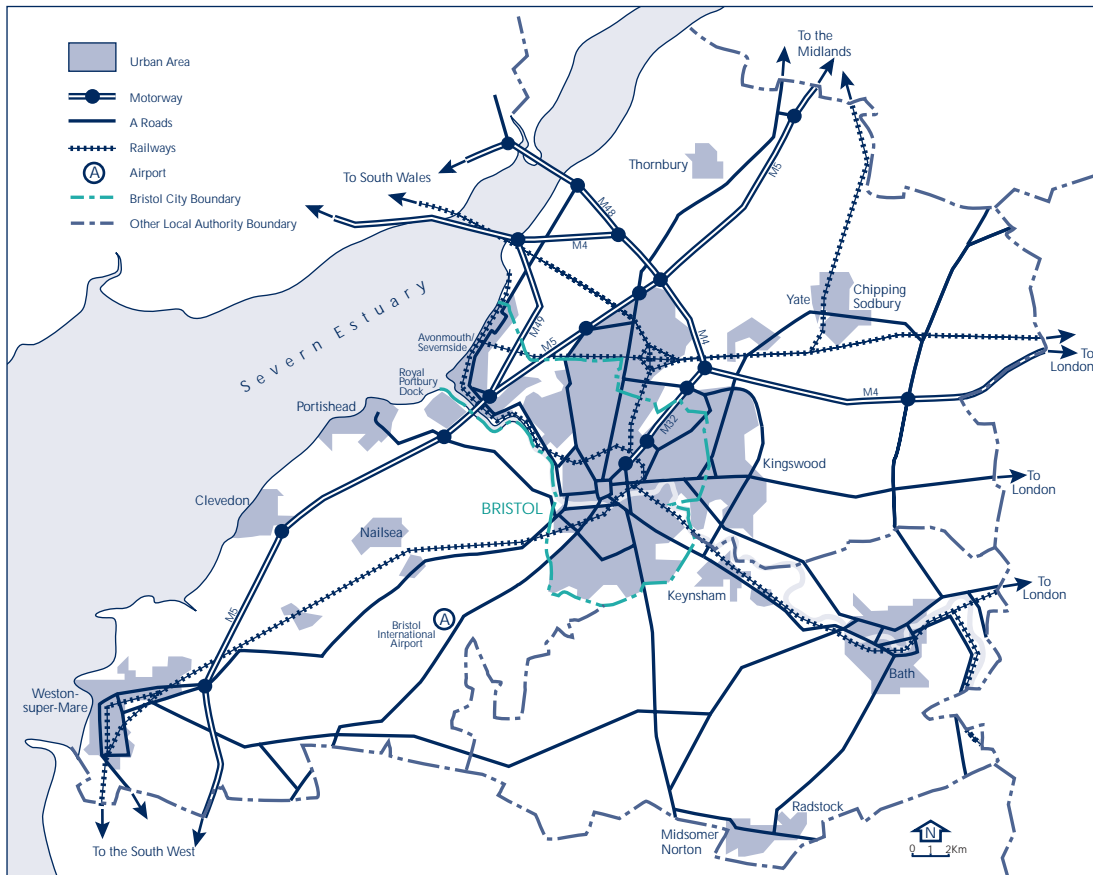 Urban Area
Motorway
A Roads
Railways
A
Airport
Bristol City Boundary
Other Local Authority Boundary
To the
Midlands
Thornbury
M5
To South Wales
M48
M4
Severn Estuary
Yate
Chipping
Sodbury
M49
Avonmouth/
Severnside
M5
M4
To
London
Royal
Portbury
Dock
M4
Portishead
M32
Kingswood
To
London
Clevedon
BRISTOL
Nailsea
To
London
Keynsham
M5
A
Bristol
International
Airport
Bath
Weston-
super-Mare
Radstock
Midsomer
Norton
N
0 1 2Km
To the South West